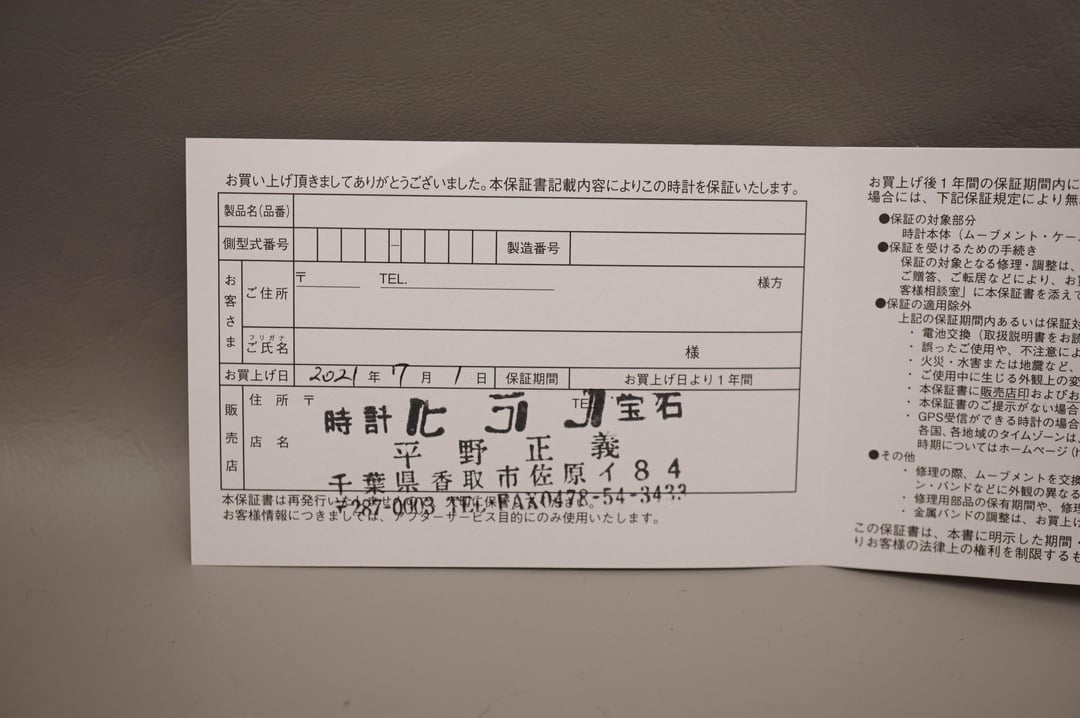 お買い上げ頂きましてありがとうございました。本保証書記載内容によりこの時計を保証いたします。
製品名(品番)
側型式番号 － 製造番号
お客さま
ご住所 〒 TEL. 様方
フリガナ
ご氏名 様
お買上げ日 2021 年 7 月 1 日 保証期間 お買上げ日より1年間
販売店
住所 〒
時計 ヒラノ 宝石
店名
平野正義
千葉県香取市佐原イ84
〒287-0003 TEL FAX0478-54-3433
本保証書は再発行いたしませ
お客様情報につきましては、アフターサービス目的にのみ使用いたします。
お買上げ後1年間の保証期間内に
場合には、下記保証規定により無
●保証の対象部分
時計本体（ムーブメント・ケー
●保証を受けるための手続き
保証の対象となる修理・調整は、
ご贈答、ご転居などにより、お買
客様相談室」に本保証書を添えて
●保証の適用除外
上記の保証期間内あるいは保証対
・電池交換（取扱説明書をお読
・誤ったご使用や、不注意によ
・火災・水害または地震など、
・ご使用中に生じる外観上の変
・本保証書に販売店印およびお
・本保証書のご提示がない場合
・GPS受信ができる時計の場合
各国、各地域のタイムゾーンは、
時期についてはホームページ(h
●その他
・修理の際、ムーブメントを交換
ン・バンドなどに外観の異なる
・修理用部品の保有期間や、修理
・金属バンドの調整は、お買上げ
この保証書は、本書に明示した期間・
りお客様の法律上の権利を制限するも